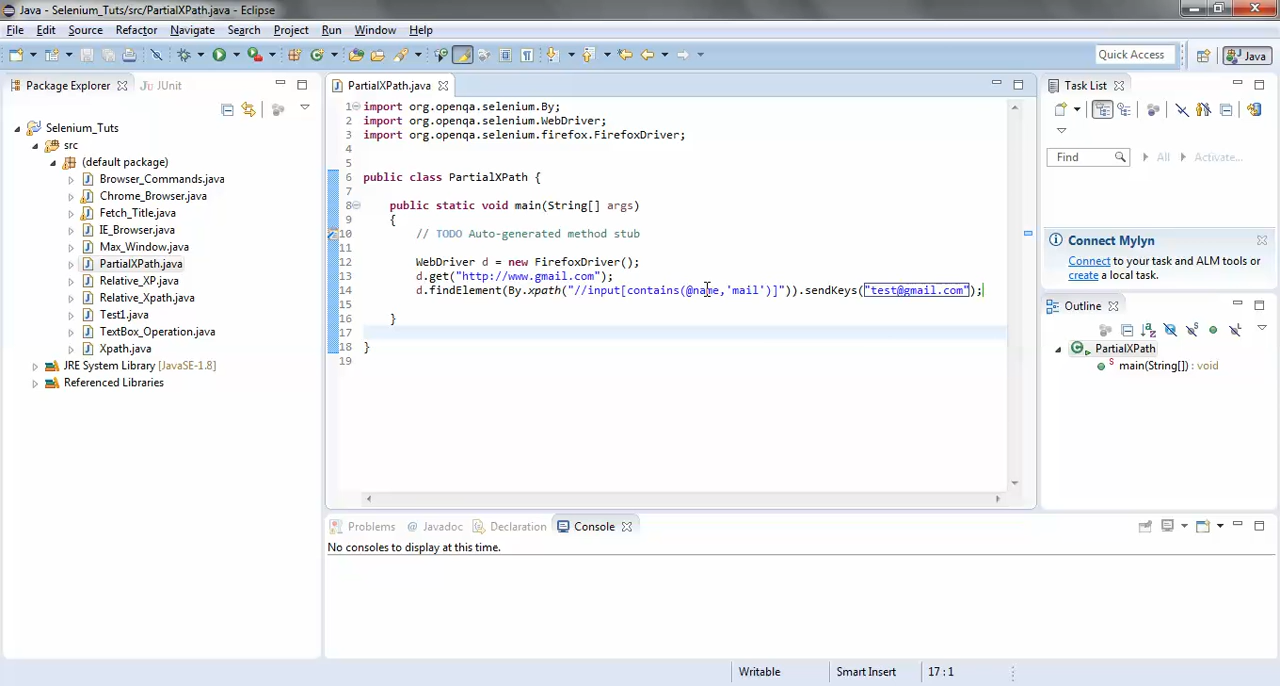 Java - Selenium_Tuts/src/PartialXPath.java - Eclipse
File Edit Source Refactor Navigate Search Project Run Window Help
Quick Access Java
Package Explorer JUnit
Selenium_Tuts
src
(default package)
Browser_Commands.java
Chrome_Browser.java
Fetch_Title.java
IE_Browser.java
Max_Window.java
PartialXPath.java
Relative_XP.java
Relative_Xpath.java
Test1.java
TextBox_Operation.java
Xpath.java
JRE System Library [JavaSE-1.8]
Referenced Libraries
PartialXPath.java
1 import org.openqa.selenium.By;
2 import org.openqa.selenium.WebDriver;
3 import org.openqa.selenium.firefox.FirefoxDriver;
4
5
6 public class PartialXPath {
7
8 public static void main(String[] args)
9 {
10 // TODO Auto-generated method stub
11
12 WebDriver d = new FirefoxDriver();
13 d.get("http://www.gmail.com");
14 d.findElement(By.xpath("//input[contains(@name,'mail')]")).sendKeys("test@gmail.com");
15
16 }
17
18 }
19
Task List
Find All Activate...
Connect Mylyn
Connect to your task and ALM tools or
create a local task.
Outline
PartialXPath
main(String[]) : void
Problems Javadoc Declaration Console
No consoles to display at this time.
Writable Smart Insert 17 : 1